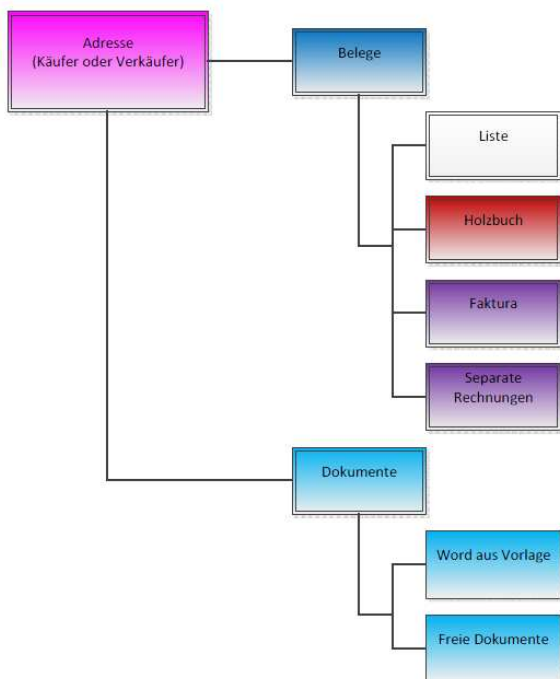 Adresse
(Käufer oder Verkäufer)
Belege
Liste
Holzbuch
Faktura
Separate
Rechnungen
Dokumente
Word aus Vorlage
Freie Dokumente